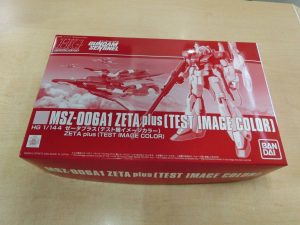 HG
GUNDAM
SENTINEL
MSZ-006A1 ZETA plus [TEST IMAGE COLOR]
HG 1/144 ゼータプラス(テスト機イメージカラー)
ZETA plus [TEST IMAGE COLOR]
BAN
DAI
MSZ-006A1 ZETA plus [TEST IMAGE COLOR]